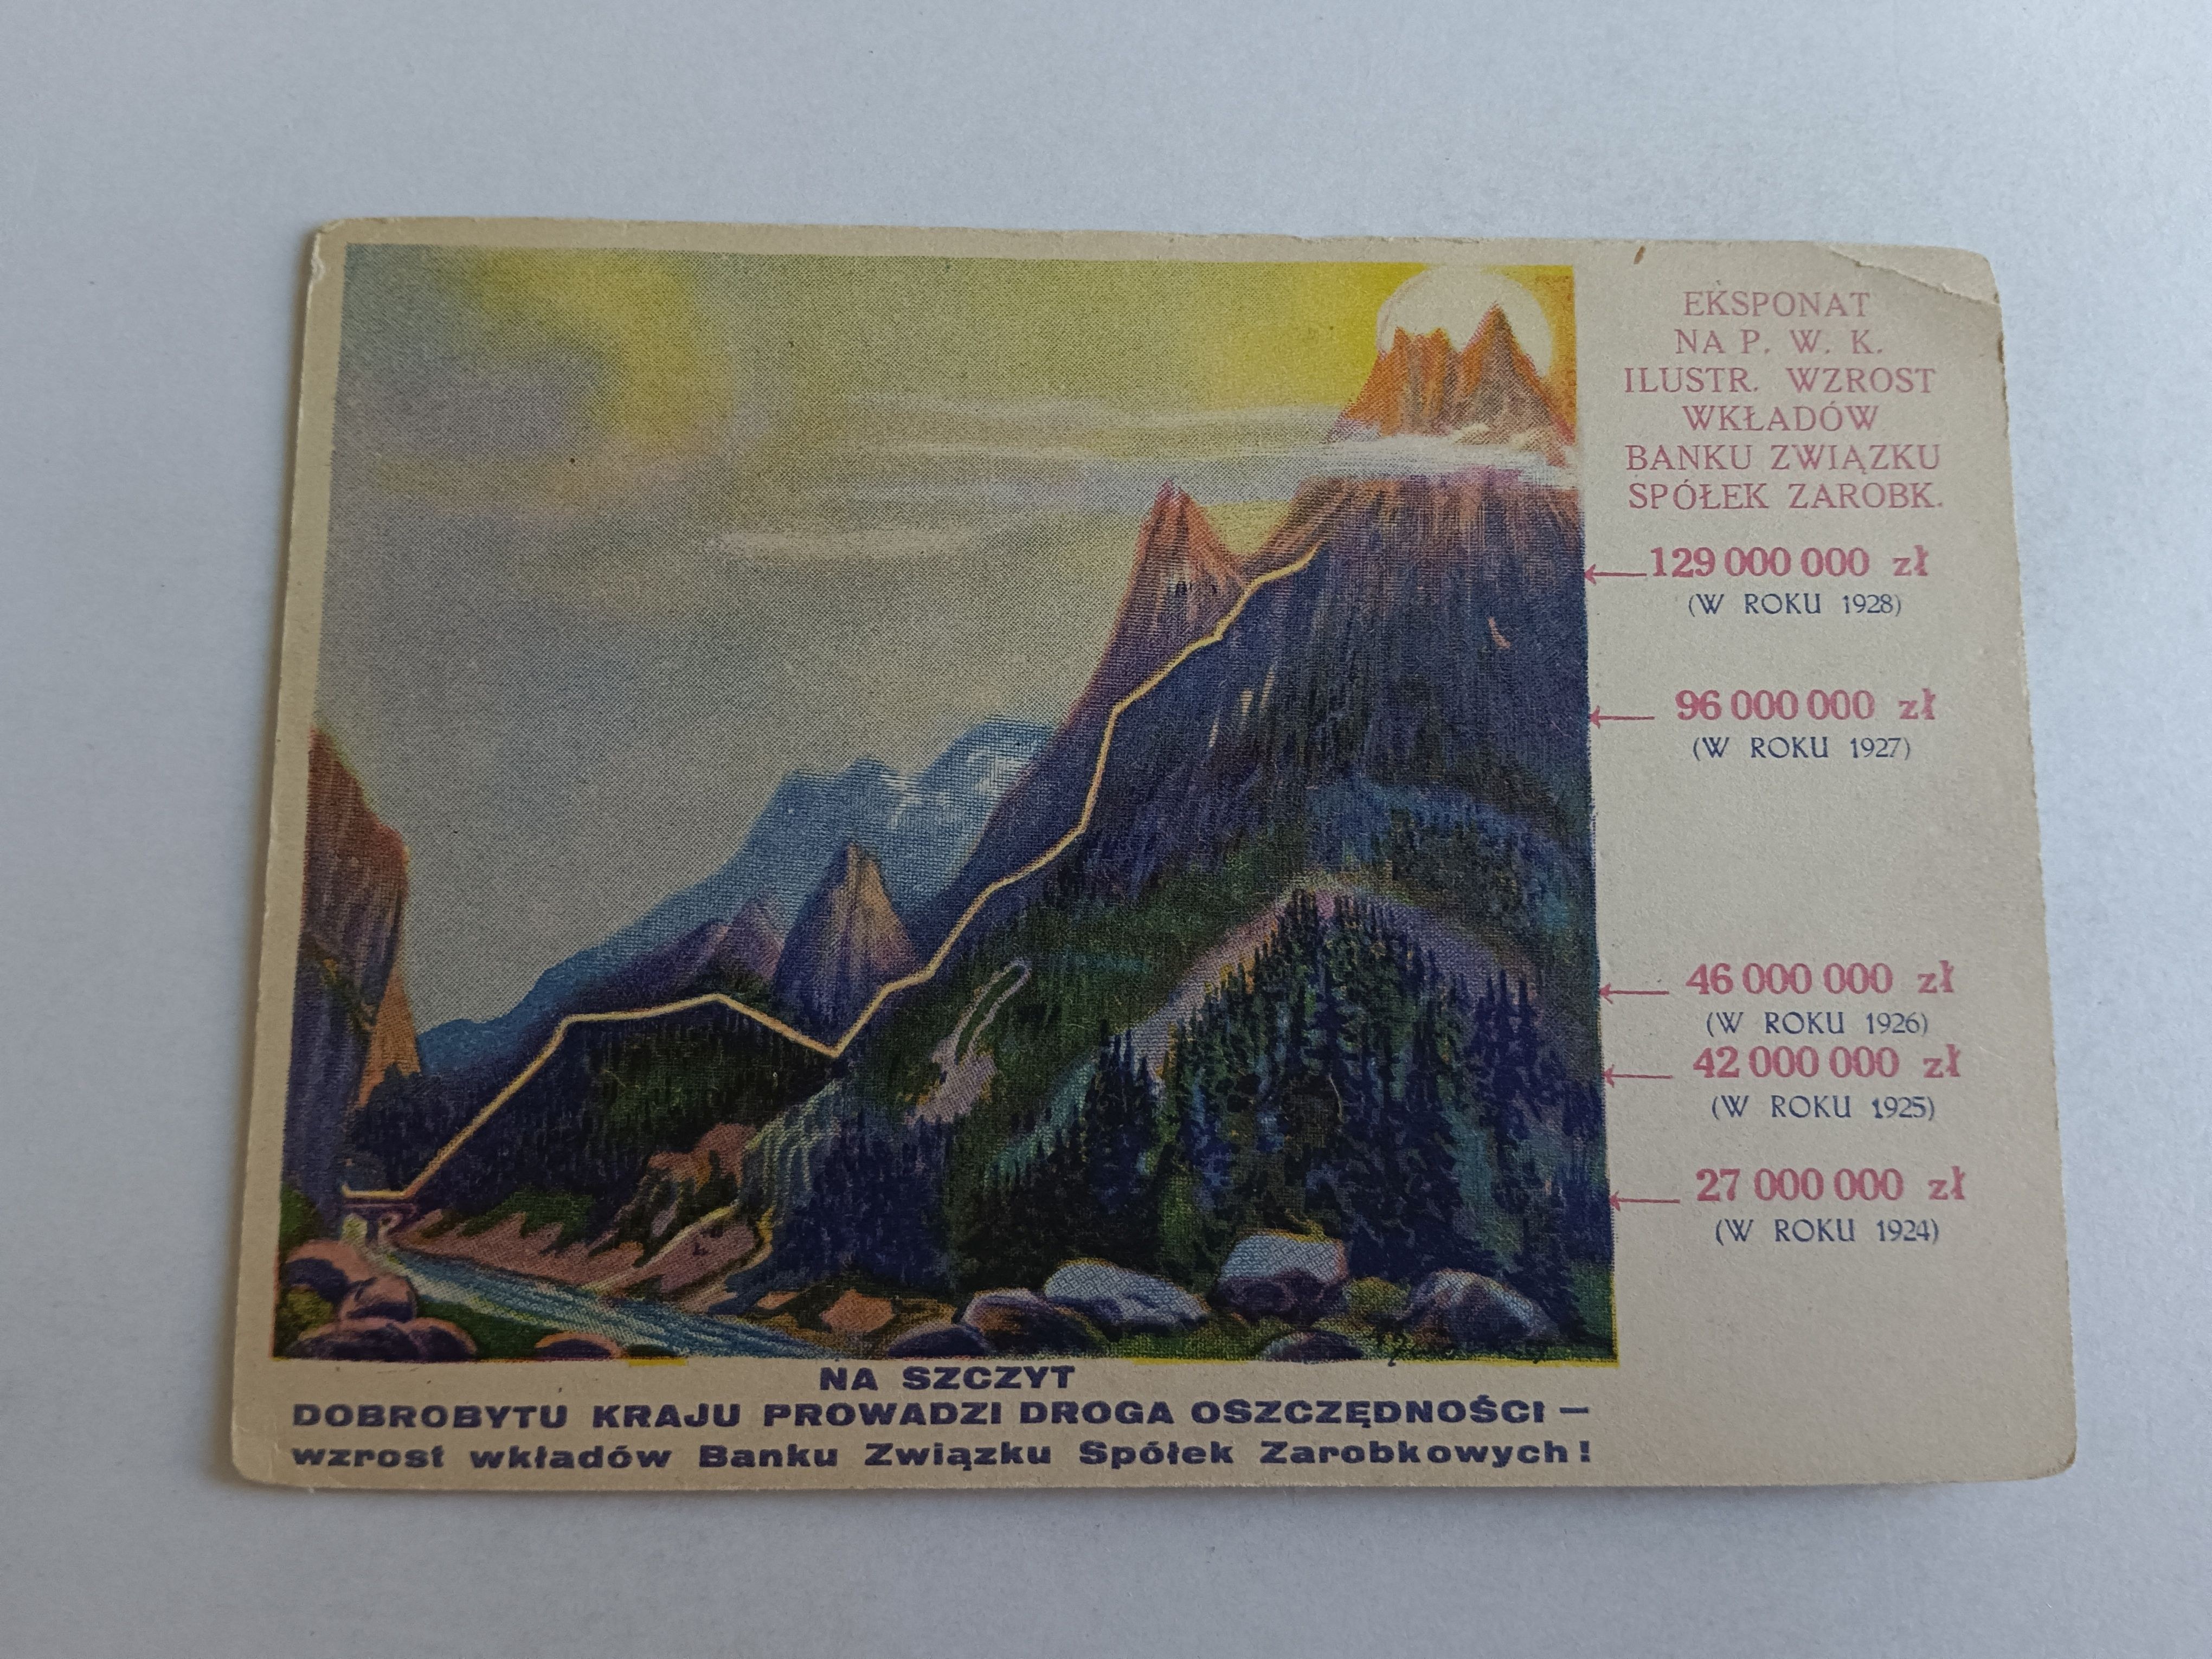 EKSPONAT
NA P. W. K.
ILUSTR. WZROST
WKŁADÓW
BANKU ZWIĄZKU
SPÓŁEK ZAROBK.
129 000 000 zł
(W ROKU 1928)
96 000 000 zł
(W ROKU 1927)
46 000 000 zł
(W ROKU 1926)
42 000 000 zł
(W ROKU 1925)
27 000 000 zł
(W ROKU 1924)
NA SZCZYT
DOBROBYTU KRAJU PROWADZI DROGA OSZCZĘDNOŚCI —
wzrost wkładów Banku Związku Spółek Zarobkowych!